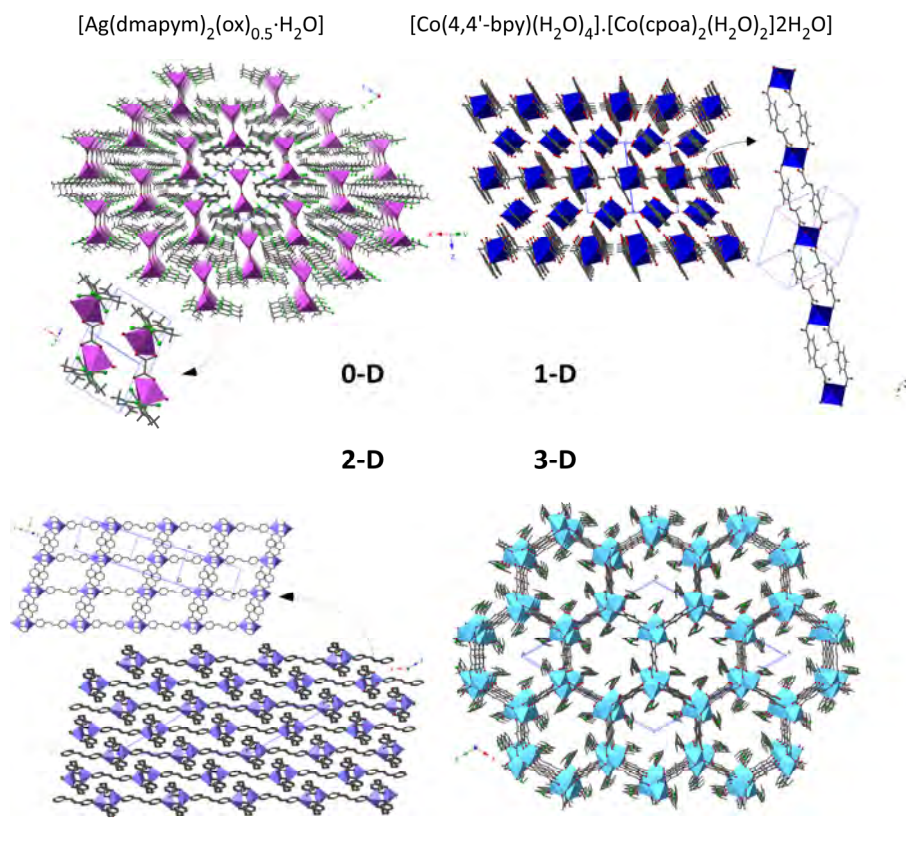 [Ag(dmapym)₂(ox)₀.₅·H₂O]
[Co(4,4'-bpy)(H₂O)₄].[Co(cpoa)₂(H₂O)₂]2H₂O]
0-D
1-D
2-D
3-D